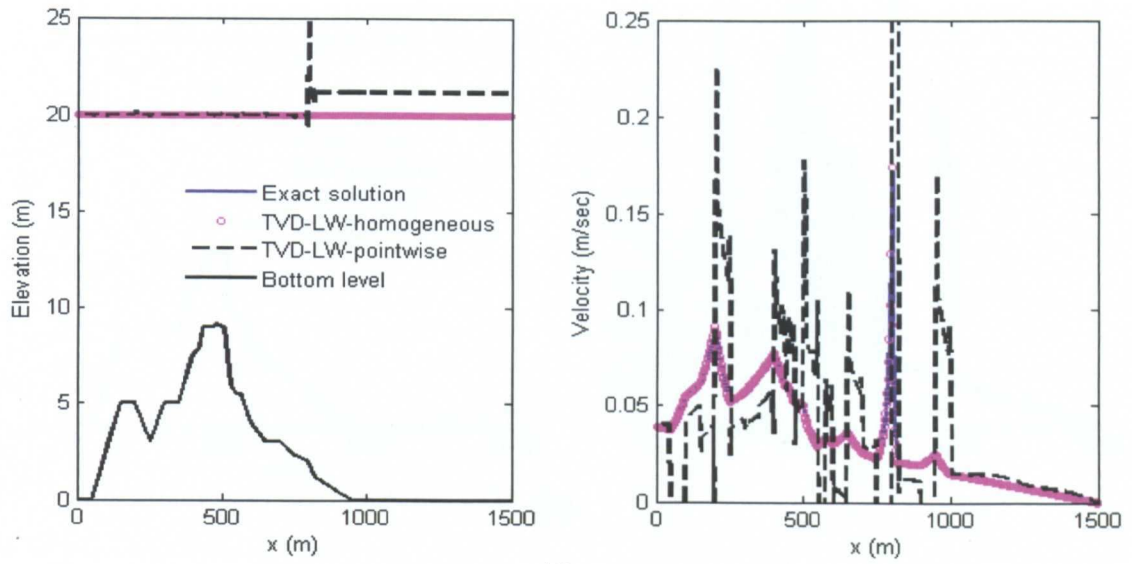 25
20
15
10
5
0
Elevation (m)
Exact solution
TVD-LW-homogeneous
TVD-LW-pointwise
Bottom level
0
500
1000
1500
x (m)
0.25
0.2
0.15
0.1
0.05
0
Velocity (m/sec)
0
500
1000
1500
x (m)